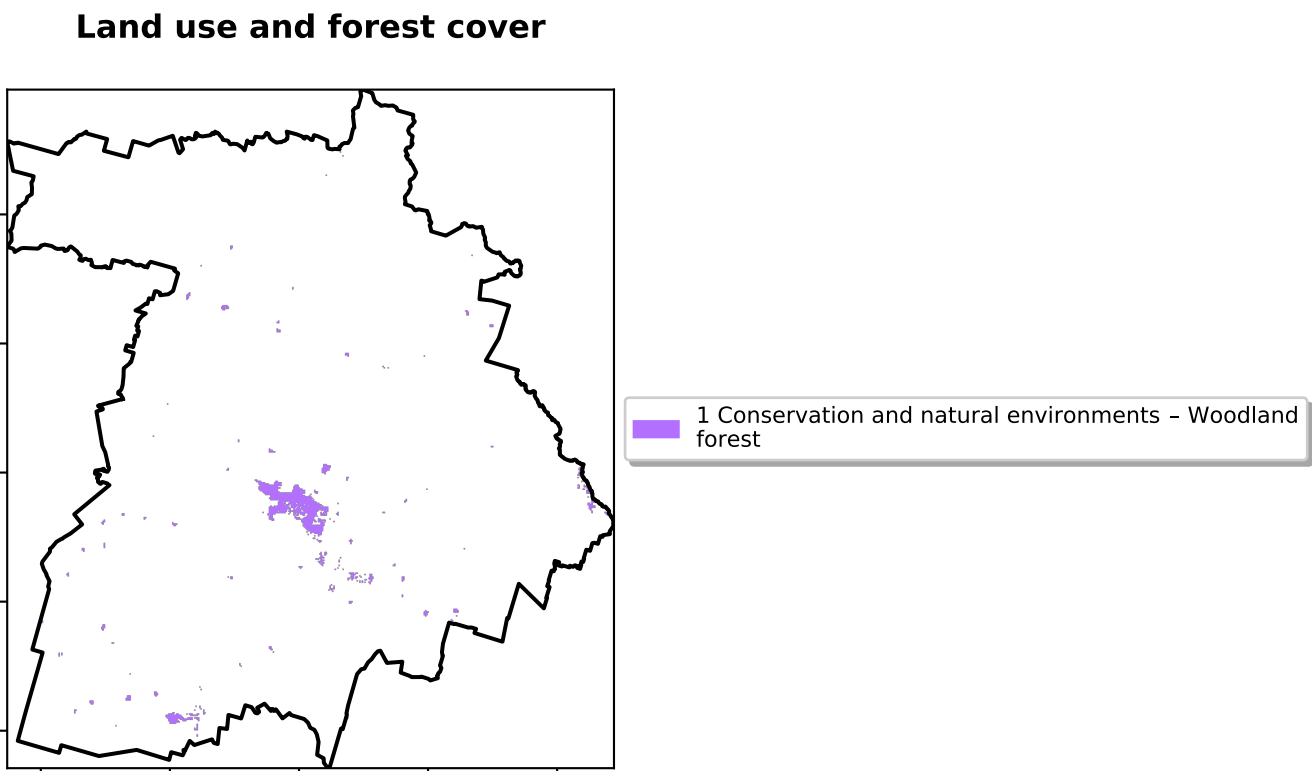 Land use and forest cover
1 Conservation and natural environments – Woodland
forest